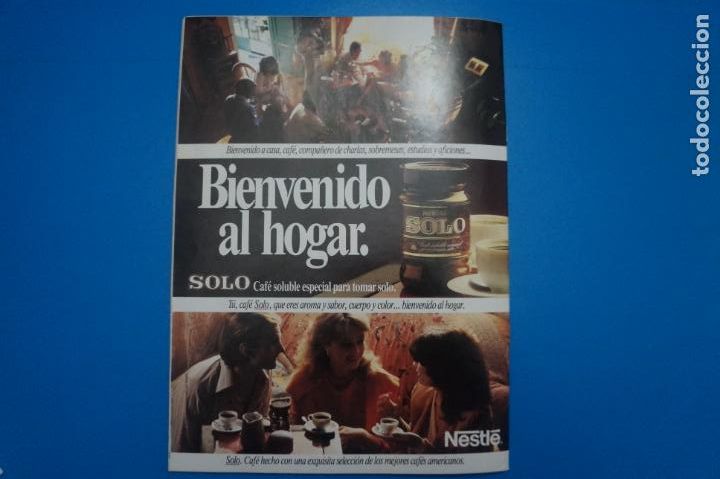 Bienvenido a casa, café, compañero de charlas, sobremesas, estudios y aficiones...
Bienvenido
al hogar.
SOLO
SOLO Café soluble especial para tomar solo.
Tú, café Solo, que eres aroma y sabor, cuerpo y color... bienvenido al hogar.
Nestlé
Solo. Café hecho con una exquisita selección de los mejores cafés americanos.
todocoleccion